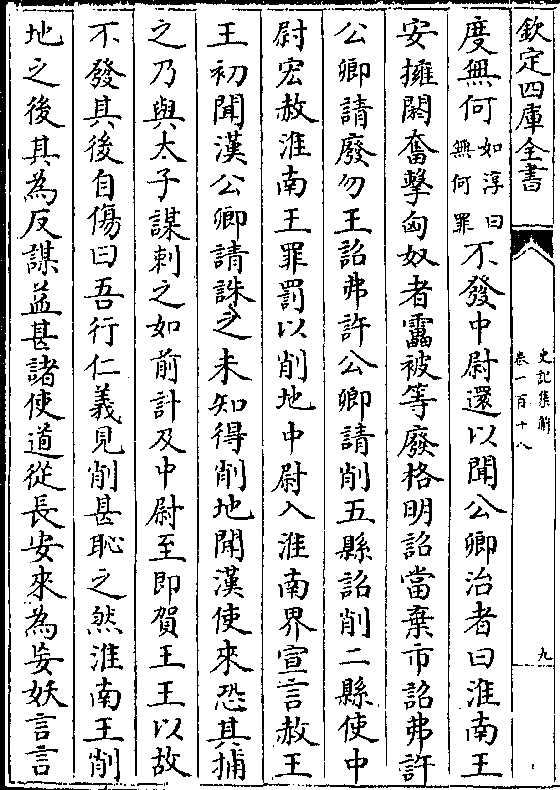 欽定四庫全書
史記集解
卷一百十八
九
度無何如淳曰無何罪不發中尉還以聞公卿治者曰淮南王
安擁閼奮擊匈奴者靁被等廢格明詔當棄市詔弗許
公卿請廢勿王詔弗許公卿請削五縣詔削二縣使中
尉宏赦淮南王罪罰以削地中尉入淮南界宣言赦王
王初聞漢公卿請誅之未知得削地聞漢使來恐其捕
之乃與太子謀刺之如前計及中尉至即賀王王以故
不發其後自傷曰吾行仁義見削甚恥之然淮南王削
地之後其為反謀益甚諸使道從長安來為妄妖言言